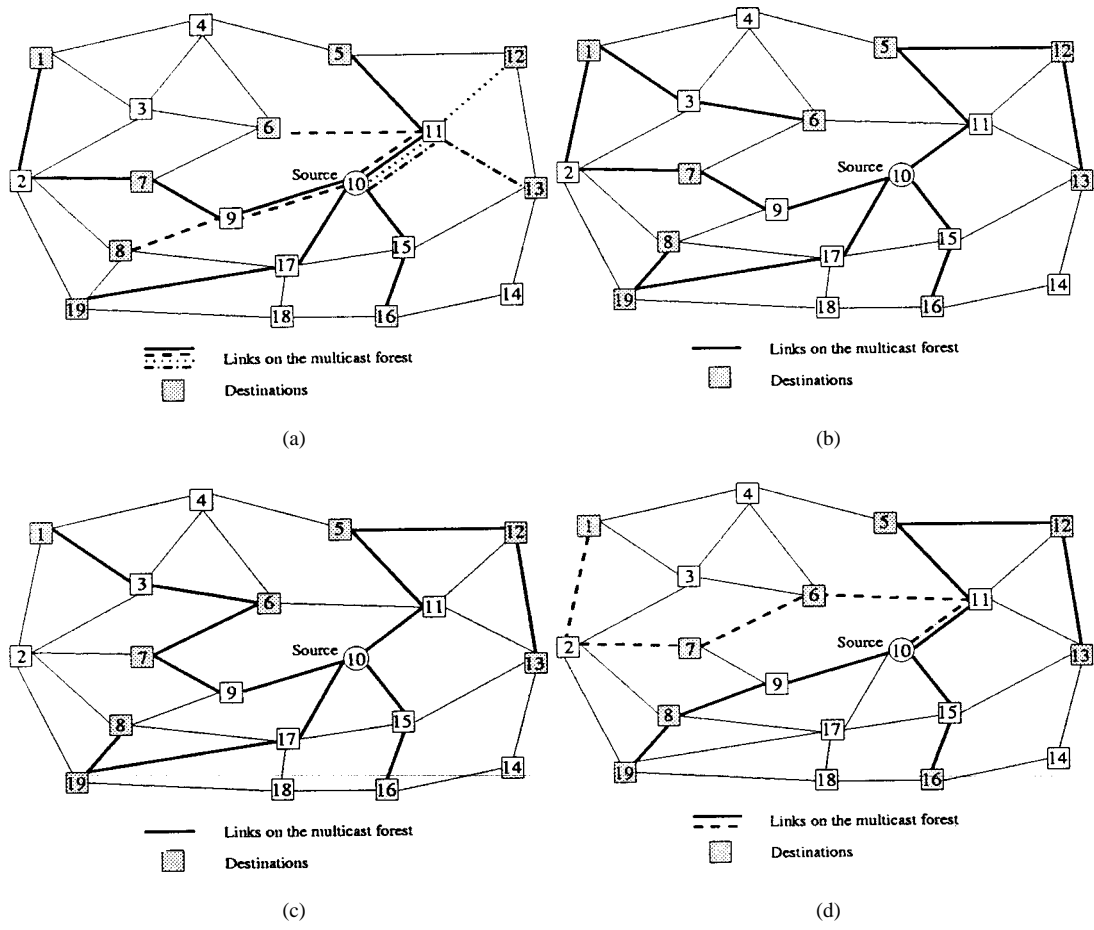 4 4
5 5
1 12 1 12
3 3
6 11 6 11
Source Source
2 7 10 13 2 7 10 13
9 9
8 15 8 15
17 17
19 18 16 14 19 18 16 14
Links on the multicast forest Links on the multicast forest
Destinations Destinations
(a) (b)
4 4
1 5 12 1 5 12
3 3
6 11 6 11
Source Source
2 7 10 13 2 7 10 13
9 9
8 15 8 15
17 17
19 18 16 14 19 18 16 14
Links on the multicast forest Links on the multicast forest
Destinations Destinations
(c) (d)